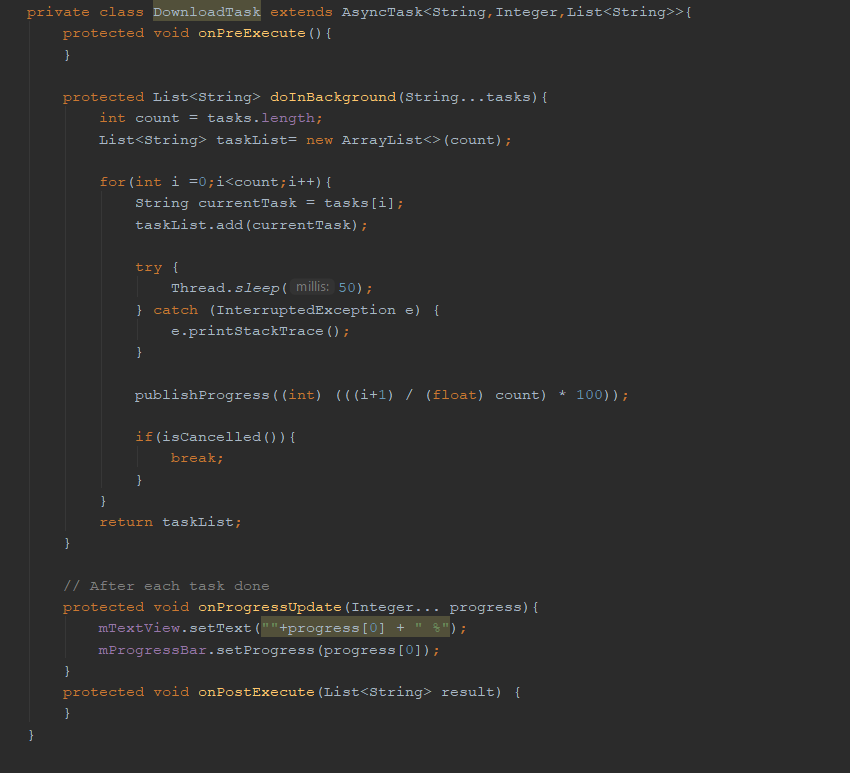 private class DownloadTask extends AsyncTask<String,Integer,List<String>>{
    protected void onPreExecute(){
    }

    protected List<String> doInBackground(String...tasks){
        int count = tasks.length;
        List<String> taskList= new ArrayList<>(count);

        for(int i =0;i<count;i++){
            String currentTask = tasks[i];
            taskList.add(currentTask);

            try {
                Thread.sleep( millis: 50);
            } catch (InterruptedException e) {
                e.printStackTrace();
            }

            publishProgress((int) (((i+1) / (float) count) * 100));

            if(isCancelled()){
                break;
            }
        }
        return taskList;
    }

    // After each task done
    protected void onProgressUpdate(Integer... progress){
        mTextView.setText(""+progress[0] + " %");
        mProgressBar.setProgress(progress[0]);
    }
    protected void onPostExecute(List<String> result) {
    }
}